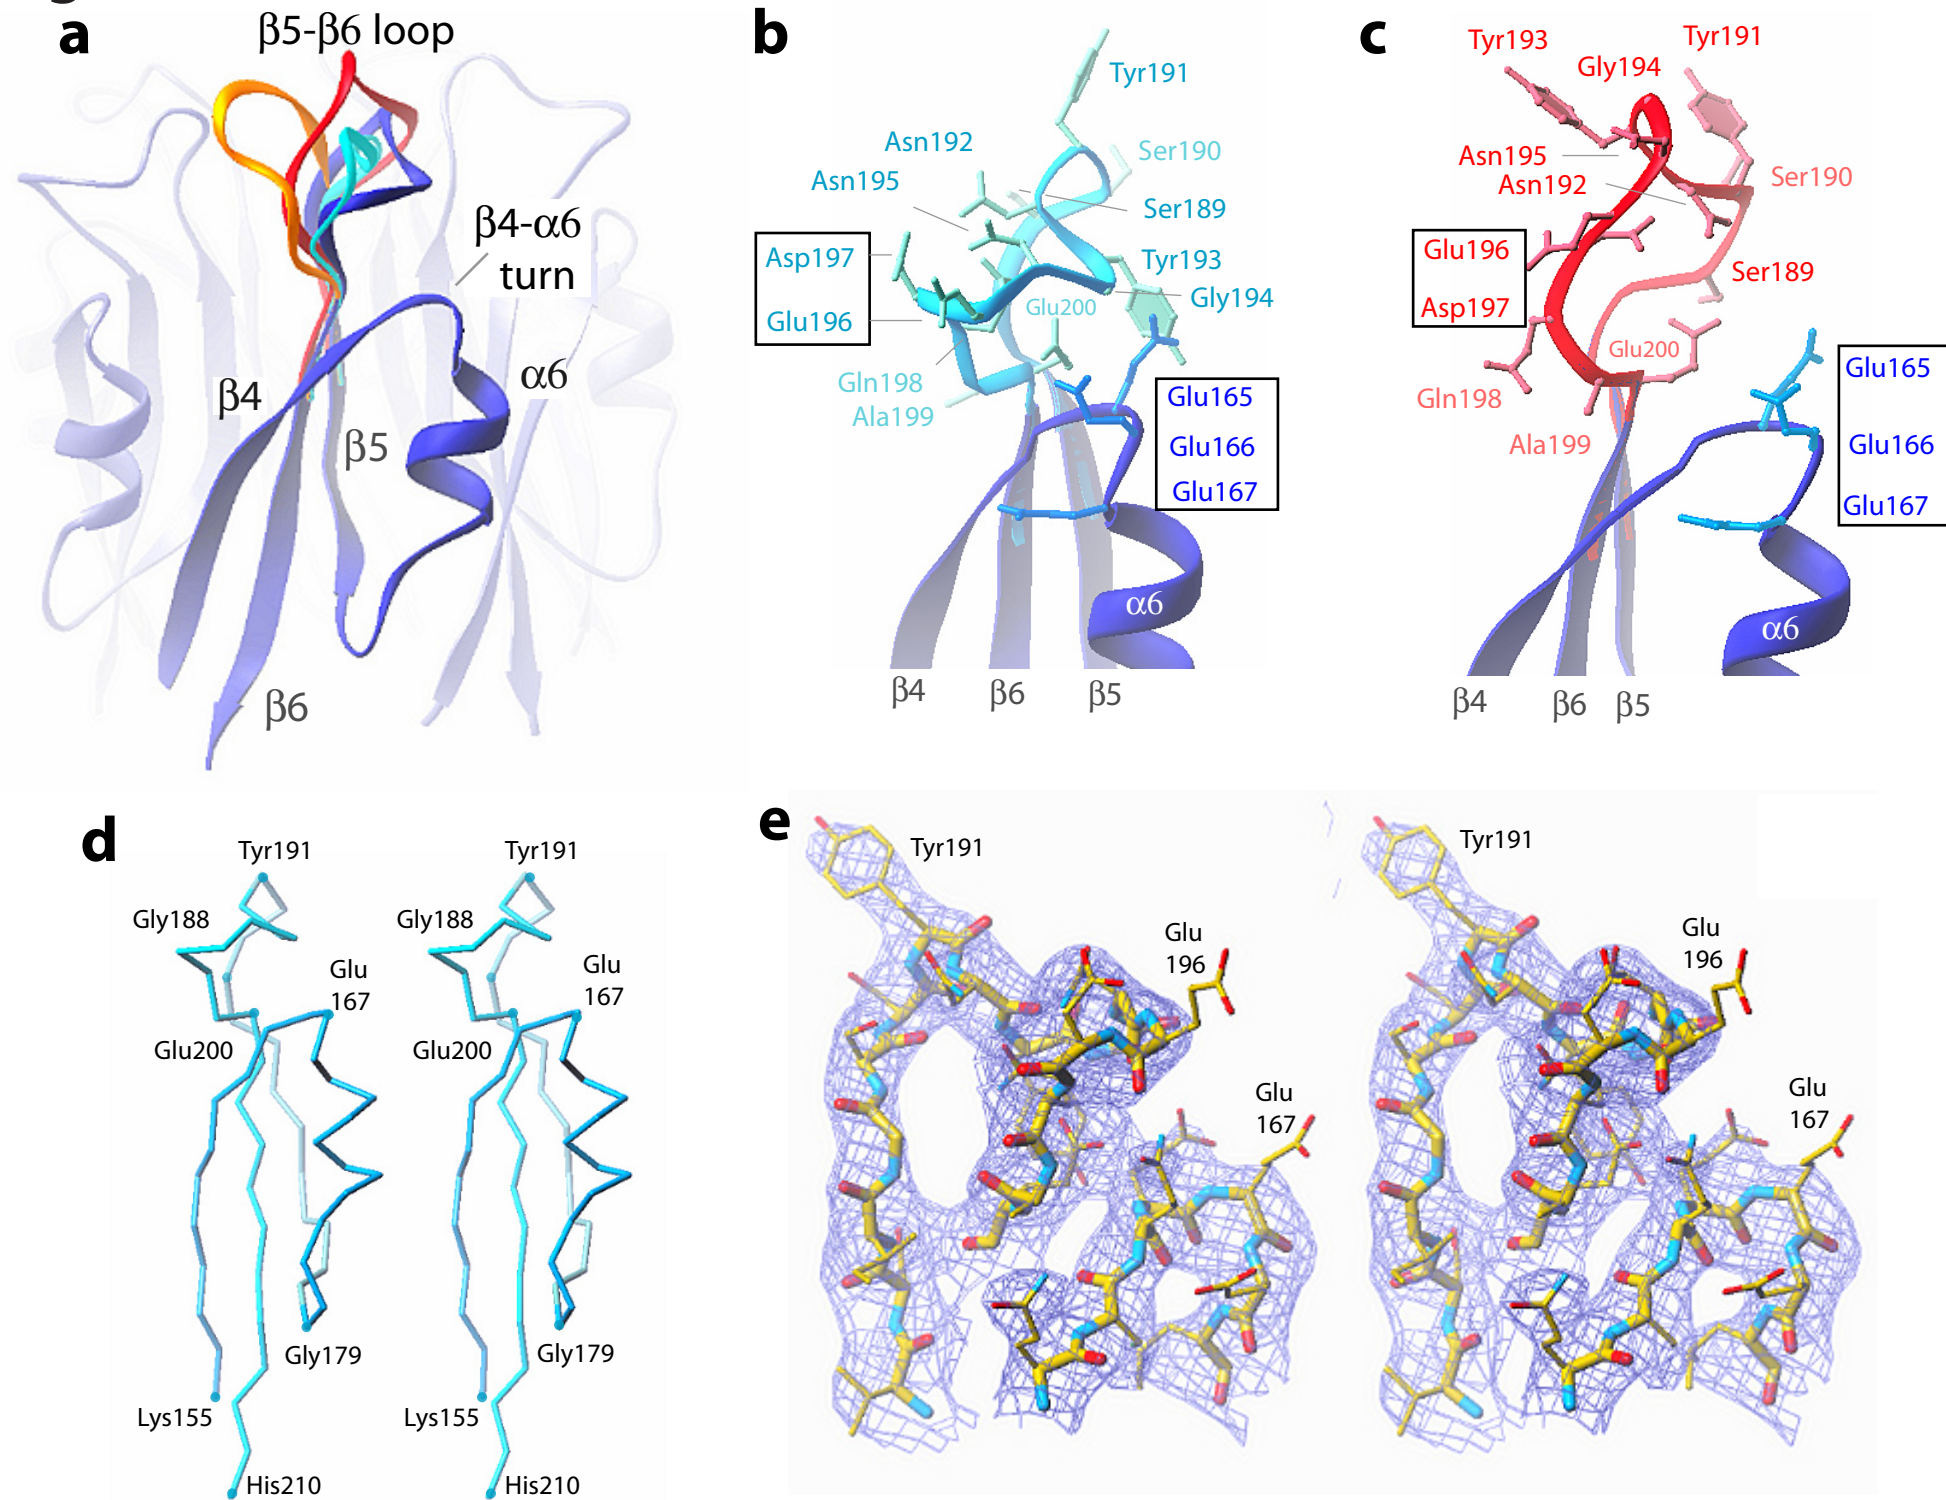 a
β5-β6 loop
β4-α6
turn
β4
α6
β5
β6
b
Tyr191
Asn192
Ser190
Asn195
Ser189
Asp197
Tyr193
Gly194
Glu196
Glu200
Gln198
Ala199
Glu165
Glu166
Glu167
α6
β4
β6
β5
c
Tyr193
Tyr191
Gly194
Asn195
Asn192
Ser190
Glu196
Ser189
Asp197
Glu200
Gln198
Ala199
Glu165
Glu166
Glu167
α6
β4
β6
β5
d
Tyr191
Tyr191
Gly188
Gly188
Glu
167
Glu
167
Glu200
Glu200
Gly179
Gly179
Lys155
Lys155
His210
His210
e
Tyr191
Tyr191
Glu
196
Glu
196
Glu
167
Glu
167